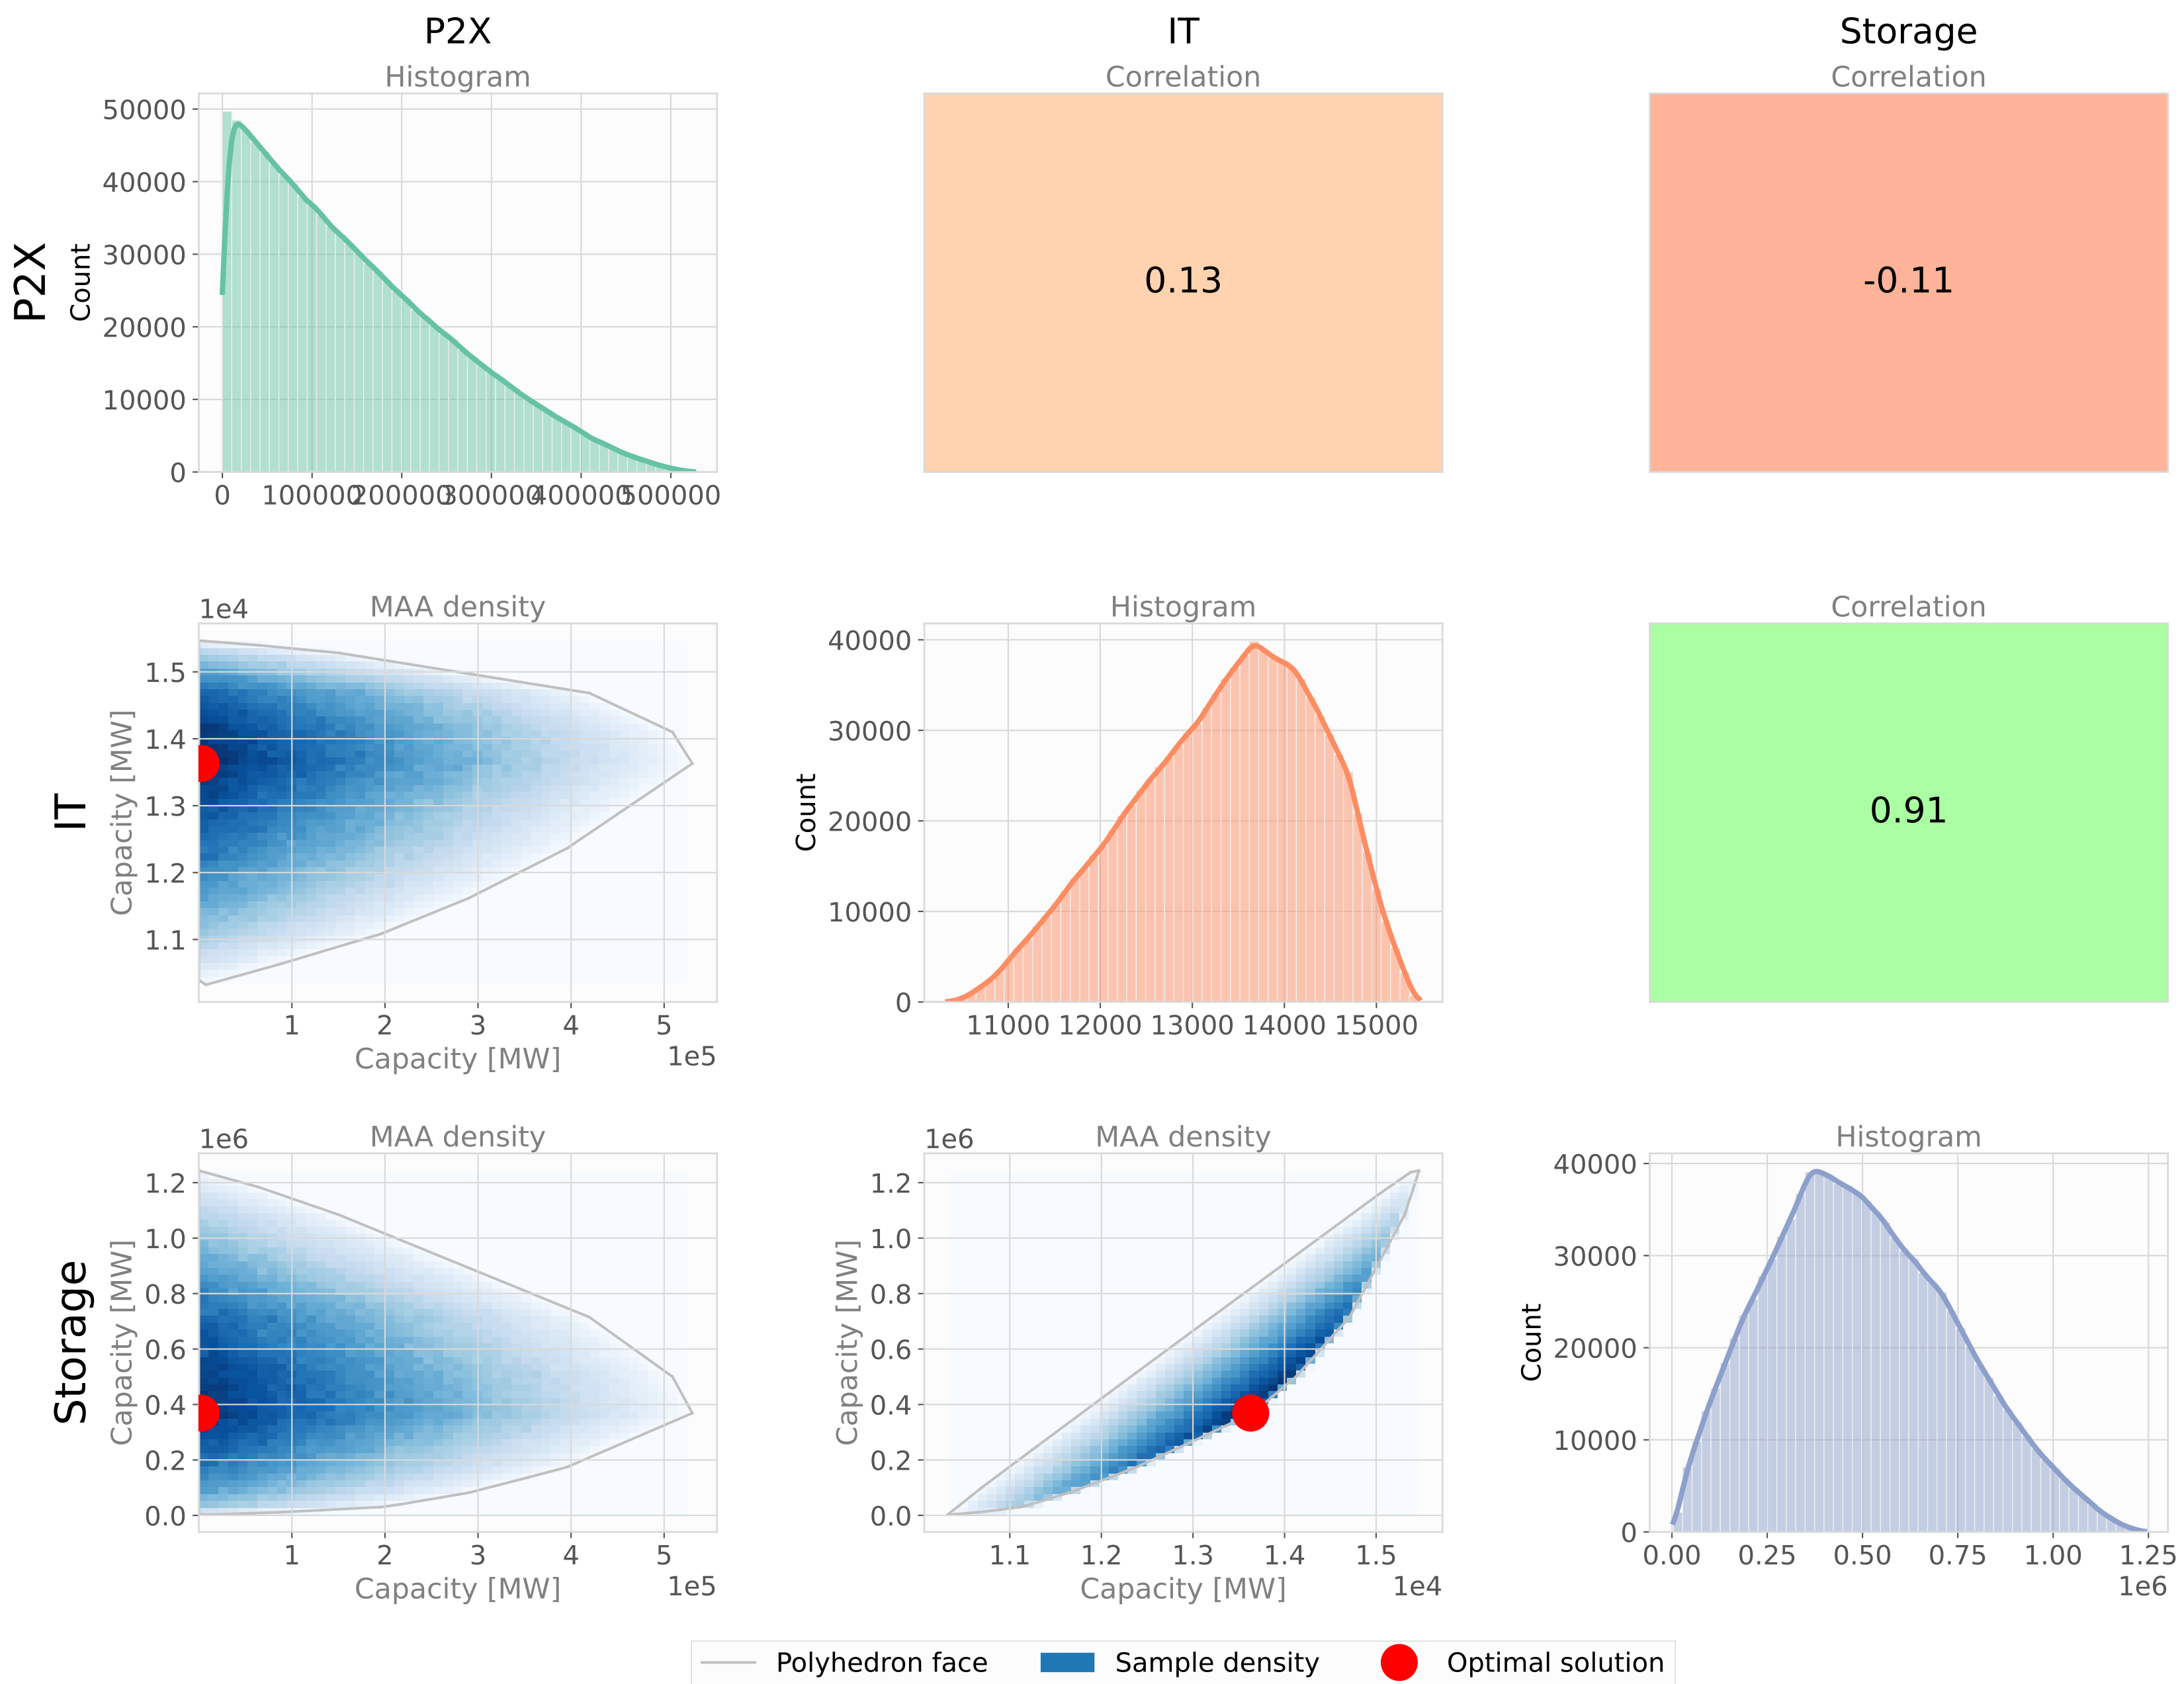 P2X IT Storage
Histogram Correlation Correlation
P2X
Count
50000
40000
30000
20000
10000
0
0 100000 200000 300000 400000 500000
0.13
-0.11
MAA density Histogram Correlation
IT
1e4
Capacity [MW]
1.5
1.4
1.3
1.2
1.1
1 2 3 4 5
1e5
Capacity [MW]
Count
40000
30000
20000
10000
0
11000 12000 13000 14000 15000
0.91
MAA density MAA density Histogram
Storage
1e6
Capacity [MW]
1.2
1.0
0.8
0.6
0.4
0.2
0.0
1 2 3 4 5
1e5
Capacity [MW]
1e6
Capacity [MW]
1.2
1.0
0.8
0.6
0.4
0.2
0.0
1.1 1.2 1.3 1.4 1.5
1e4
Capacity [MW]
Count
40000
30000
20000
10000
0
0.00 0.25 0.50 0.75 1.00 1.25
1e6
Polyhedron face Sample density Optimal solution